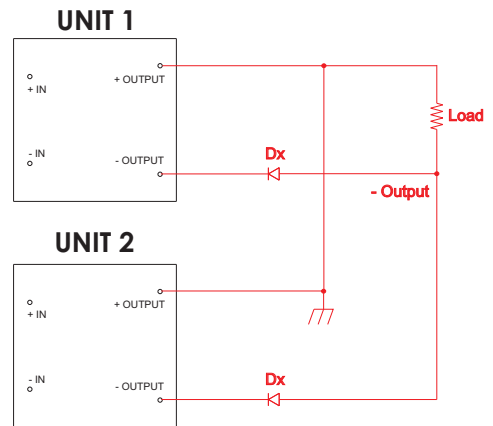 UNIT 1
+ IN
+ OUTPUT
Load
- IN
- OUTPUT
Dx
- Output
UNIT 2
+ IN
+ OUTPUT
- IN
- OUTPUT
Dx